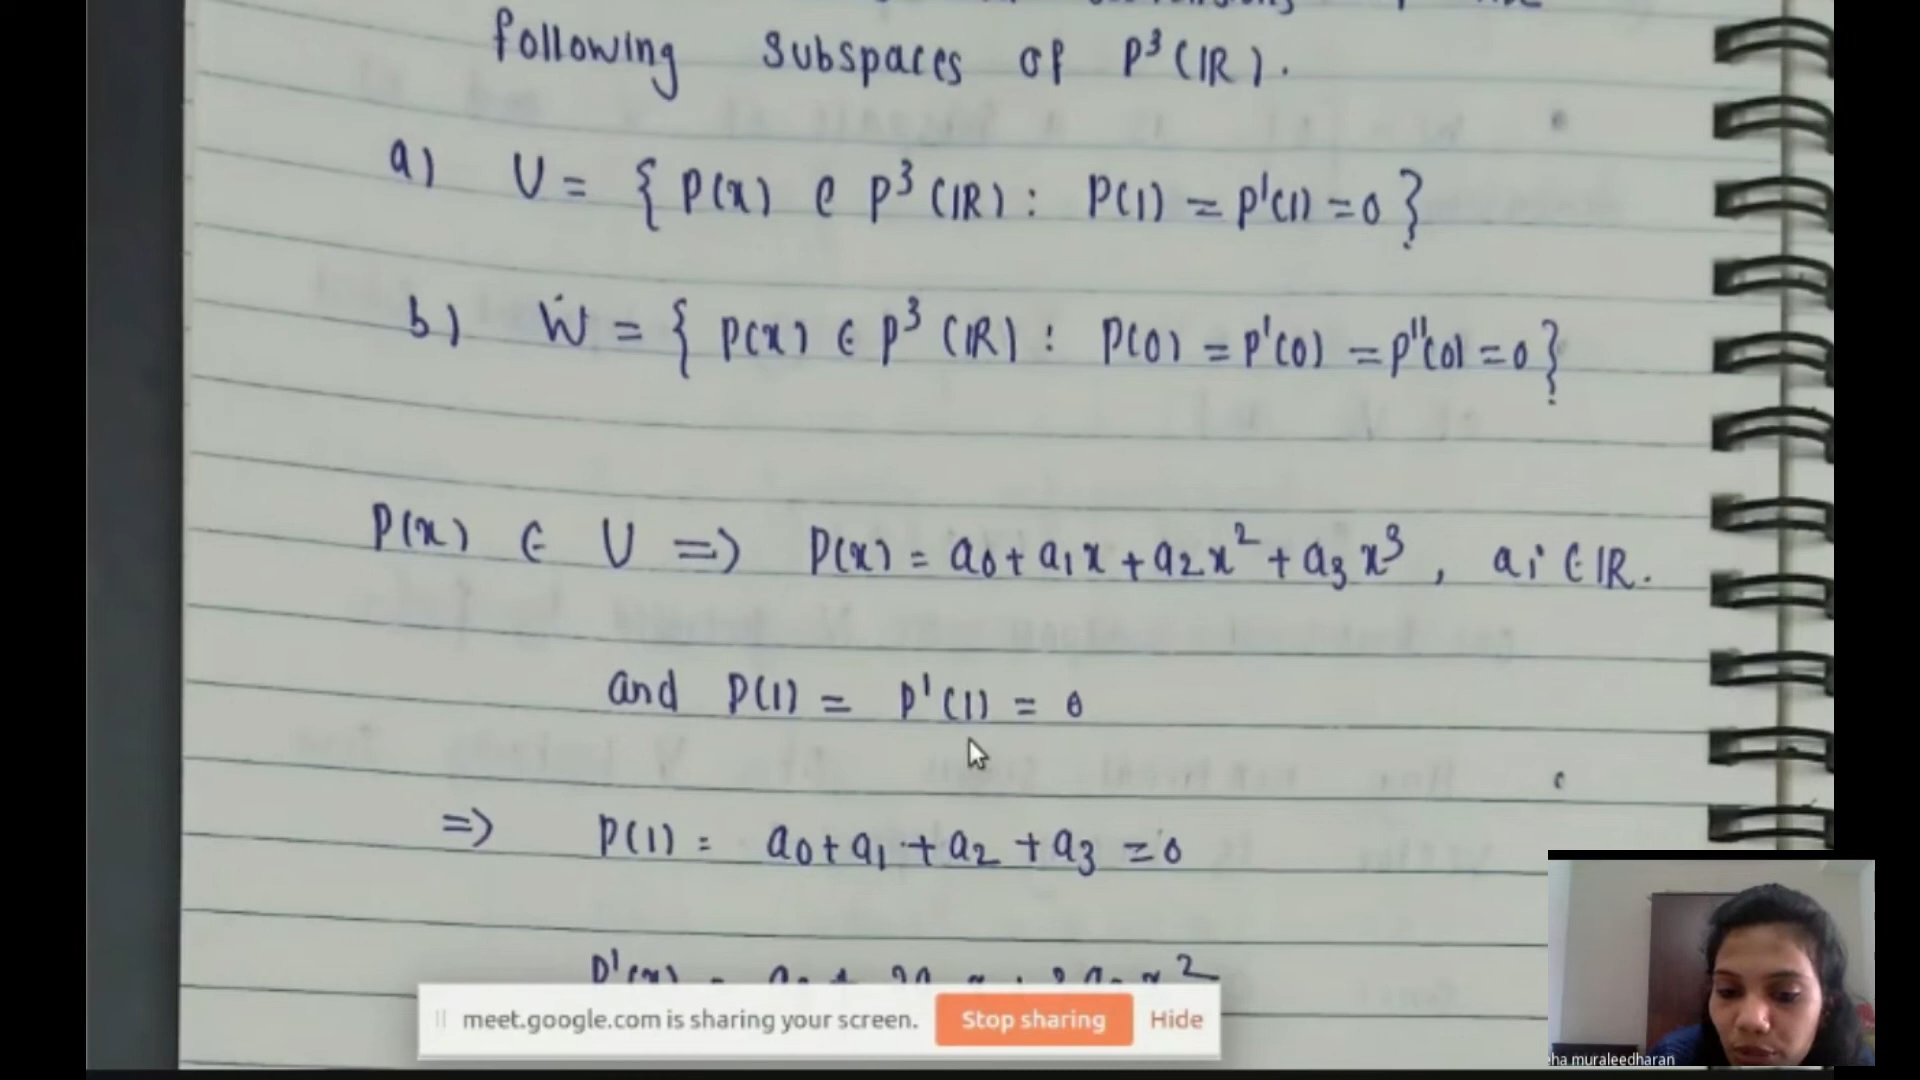 following subspaces of P³(IR).
a) U = { P(x) ∈ P³(IR) : P(1) = P'(1) = 0 }
b) W = { P(x) ∈ P³(IR) : P(0) = P'(0) = P''(0) = 0 }
P(x) ∈ U => P(x) = a₀ + a₁x + a₂x² + a₃x³, aᵢ ∈ IR.
and P(1) = P'(1) = 0
=> P(1) = a₀ + a₁ + a₂ + a₃ = 0
meet.google.com is sharing your screen. Stop sharing Hide
muraleedharan